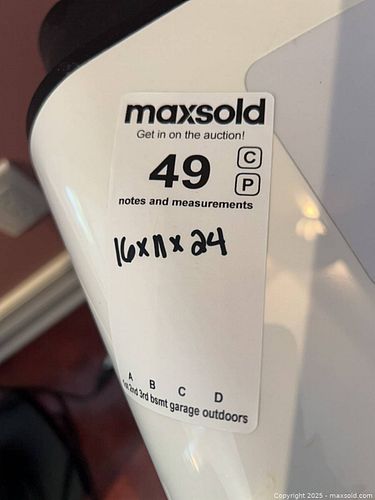 maxsold
Get in on the auction!
49
C
P
notes and measurements
16x11x24
A B C D
2nd 3rd bsmt garage outdoors
Copyright 2025 - maxsold.com